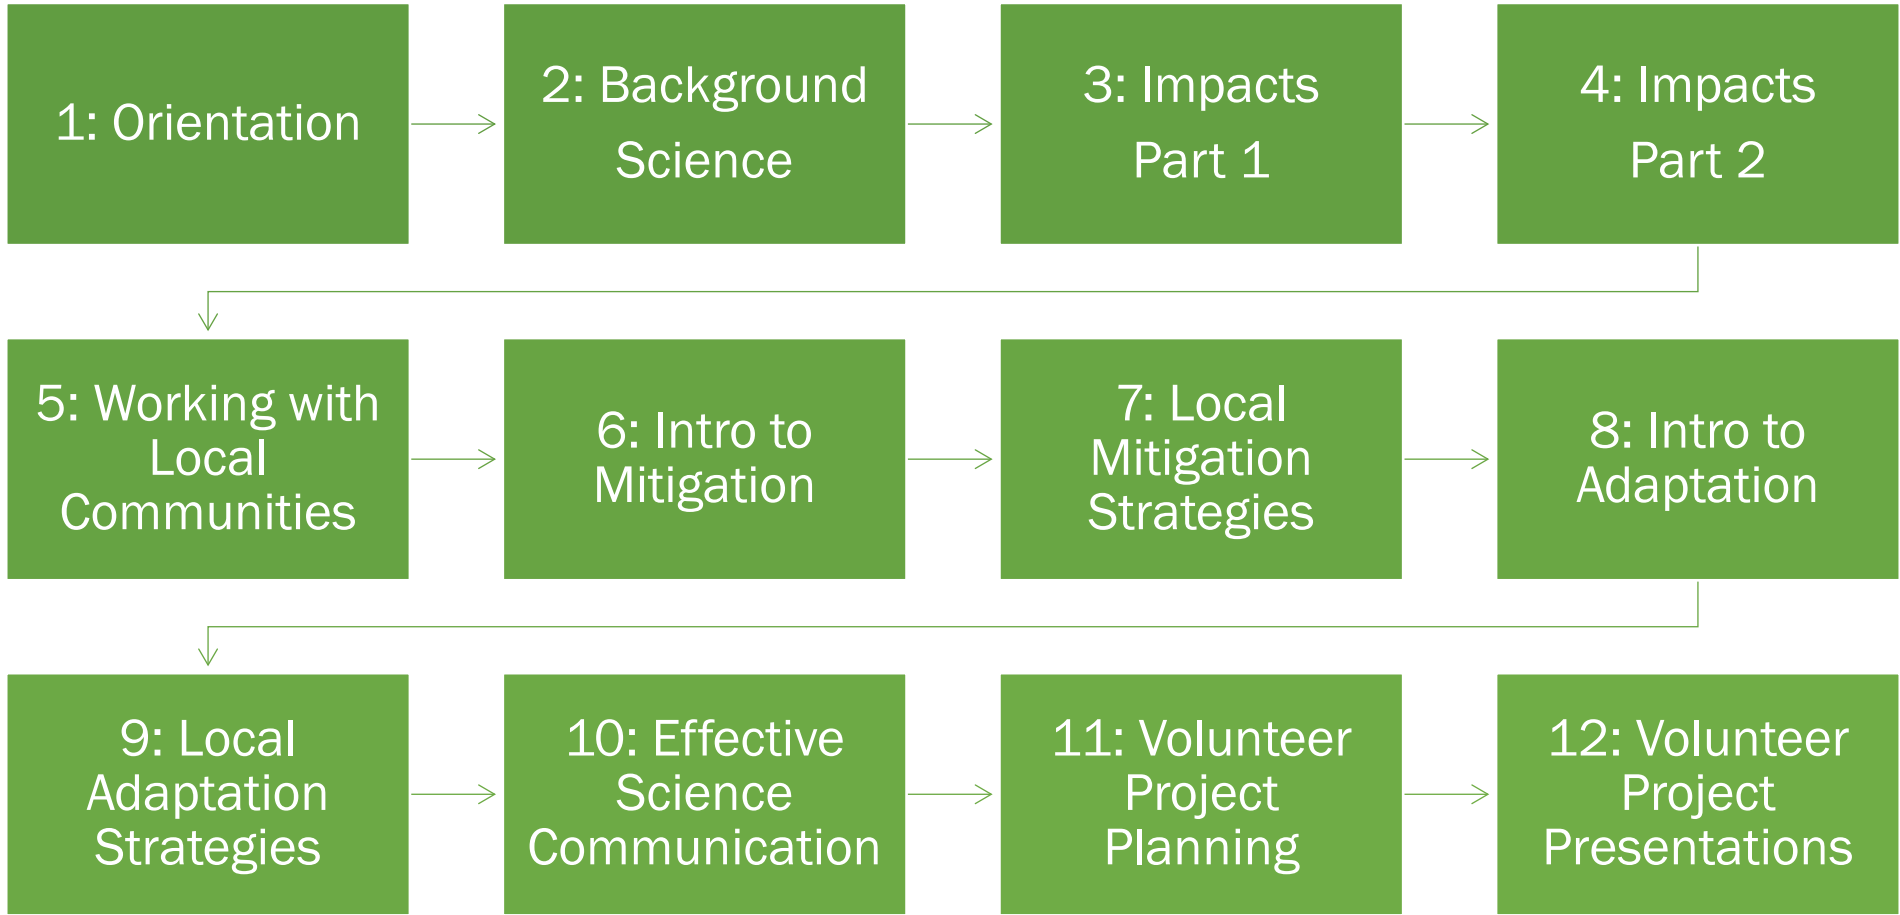 1: Orientation
2: Background
Science
3: Impacts
Part 1
4: Impacts
Part 2
5: Working with
Local
Communities
6: Intro to
Mitigation
7: Local
Mitigation
Strategies
8: Intro to
Adaptation
9: Local
Adaptation
Strategies
10: Effective
Science
Communication
11: Volunteer
Project
Planning
12: Volunteer
Project
Presentations